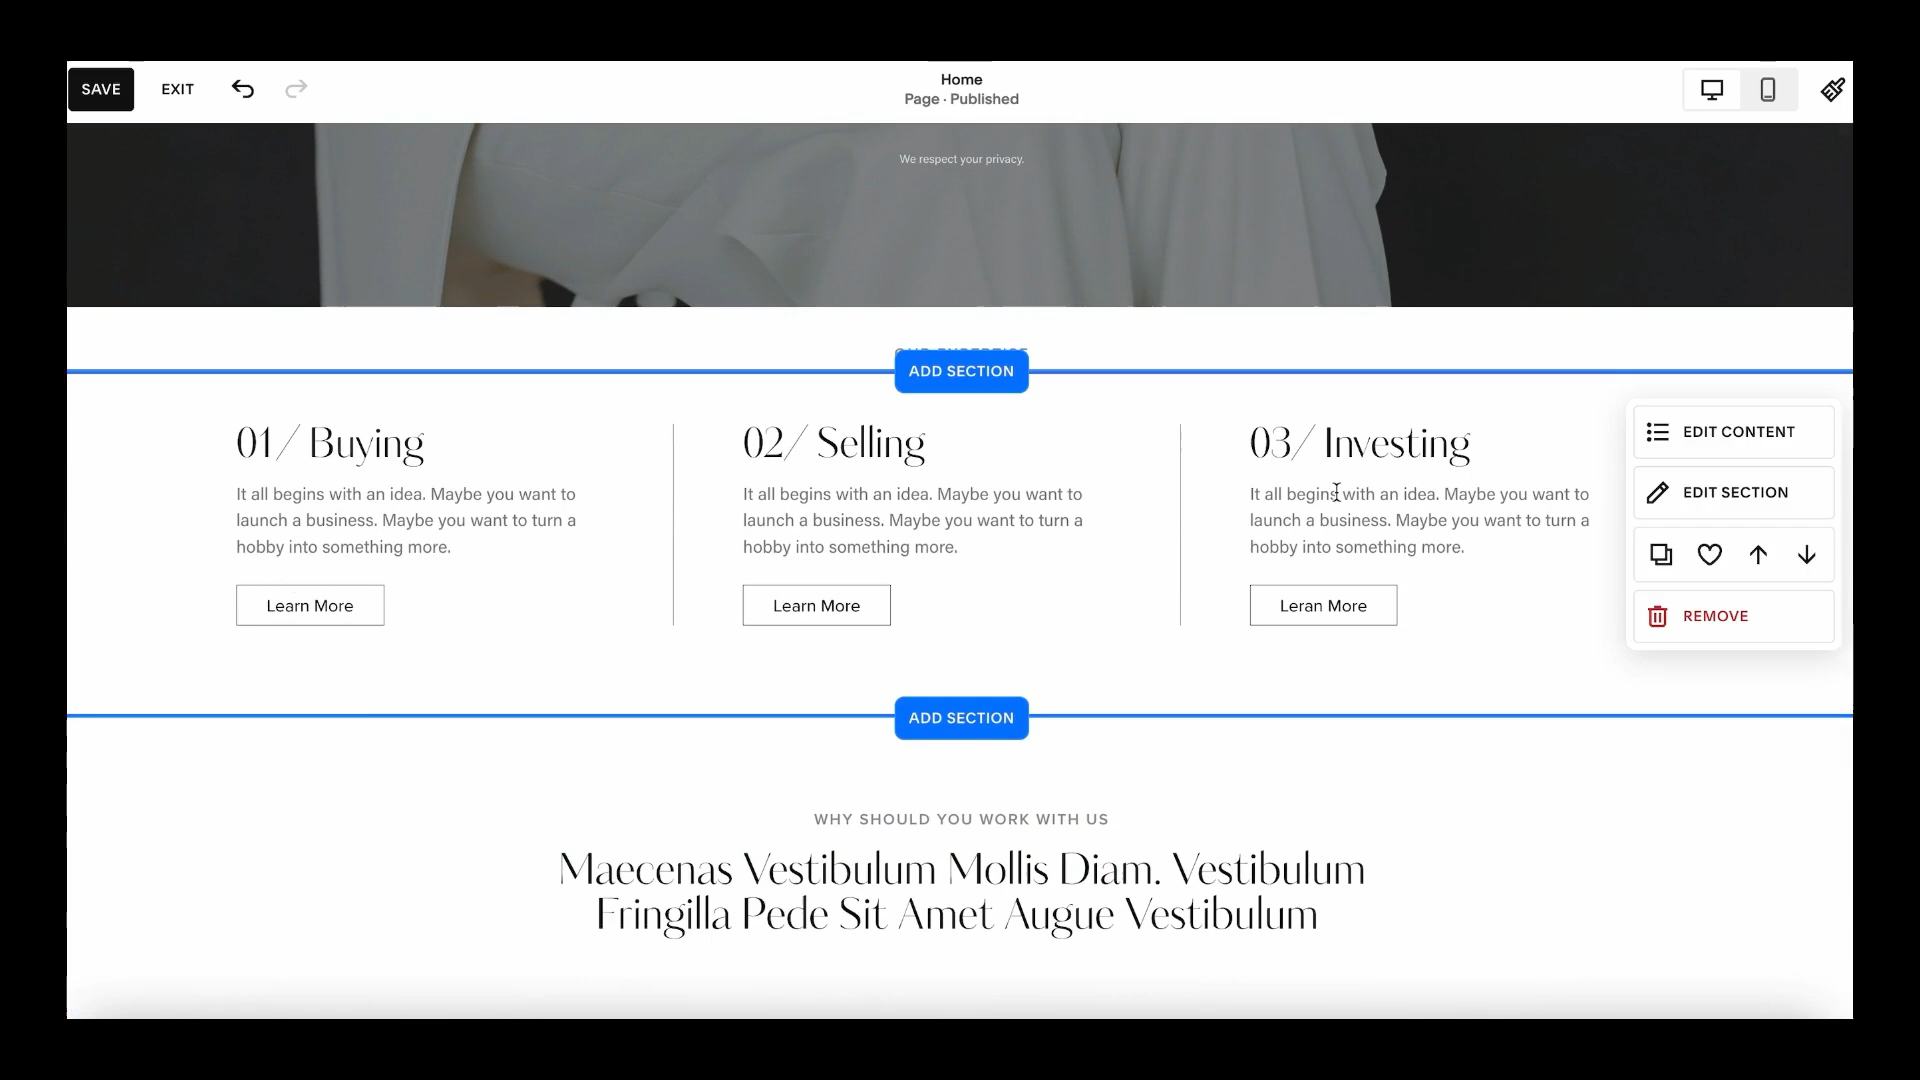 SAVE
EXIT
Home
Page · Published
We respect your privacy.
ADD SECTION
01/ Buying
It all begins with an idea. Maybe you want to
launch a business. Maybe you want to turn a
hobby into something more.
Learn More
02/ Selling
It all begins with an idea. Maybe you want to
launch a business. Maybe you want to turn a
hobby into something more.
Learn More
03/ Investing
It all begins with an idea. Maybe you want to
launch a business. Maybe you want to turn a
hobby into something more.
Leran More
EDIT CONTENT
EDIT SECTION
REMOVE
ADD SECTION
WHY SHOULD YOU WORK WITH US
Maecenas Vestibulum Mollis Diam. Vestibulum
Fringilla Pede Sit Amet Augue Vestibulum